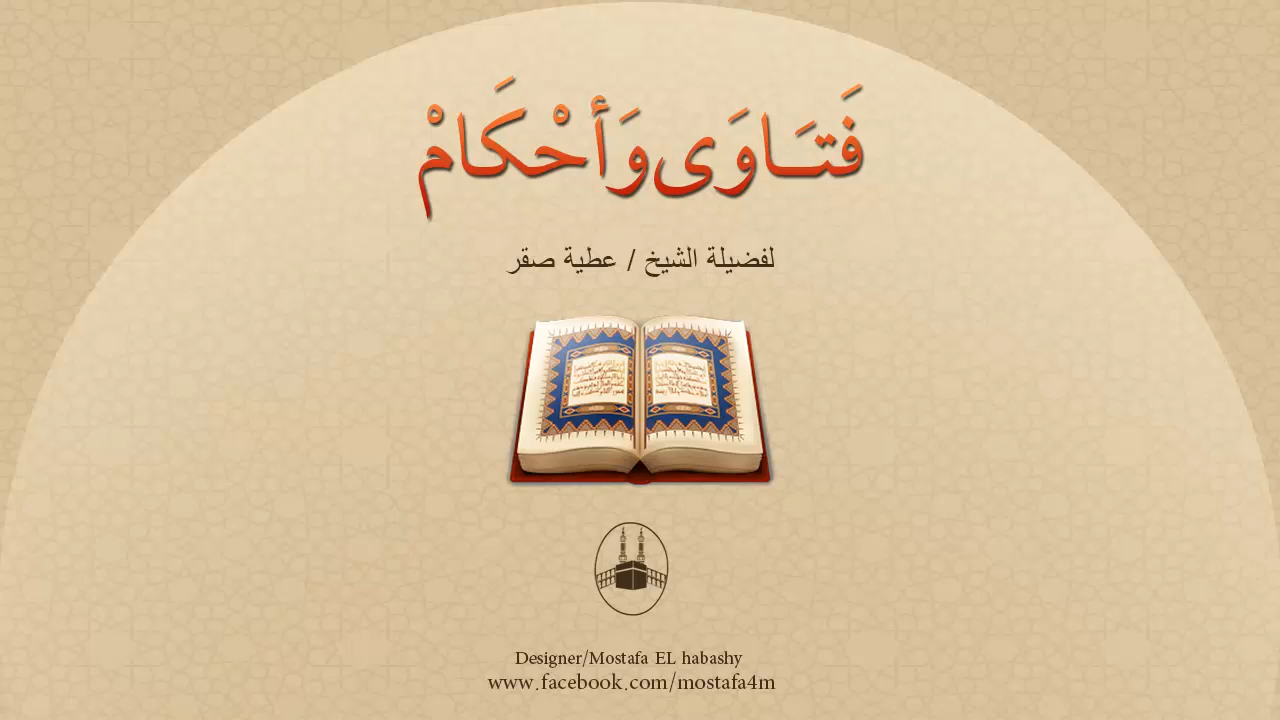 فَتَاوَى وَأَحْكَامْ
لفضيلة الشيخ / عطية صقر
Designer/Mostafa EL habashy
www.facebook.com/mostafa4m